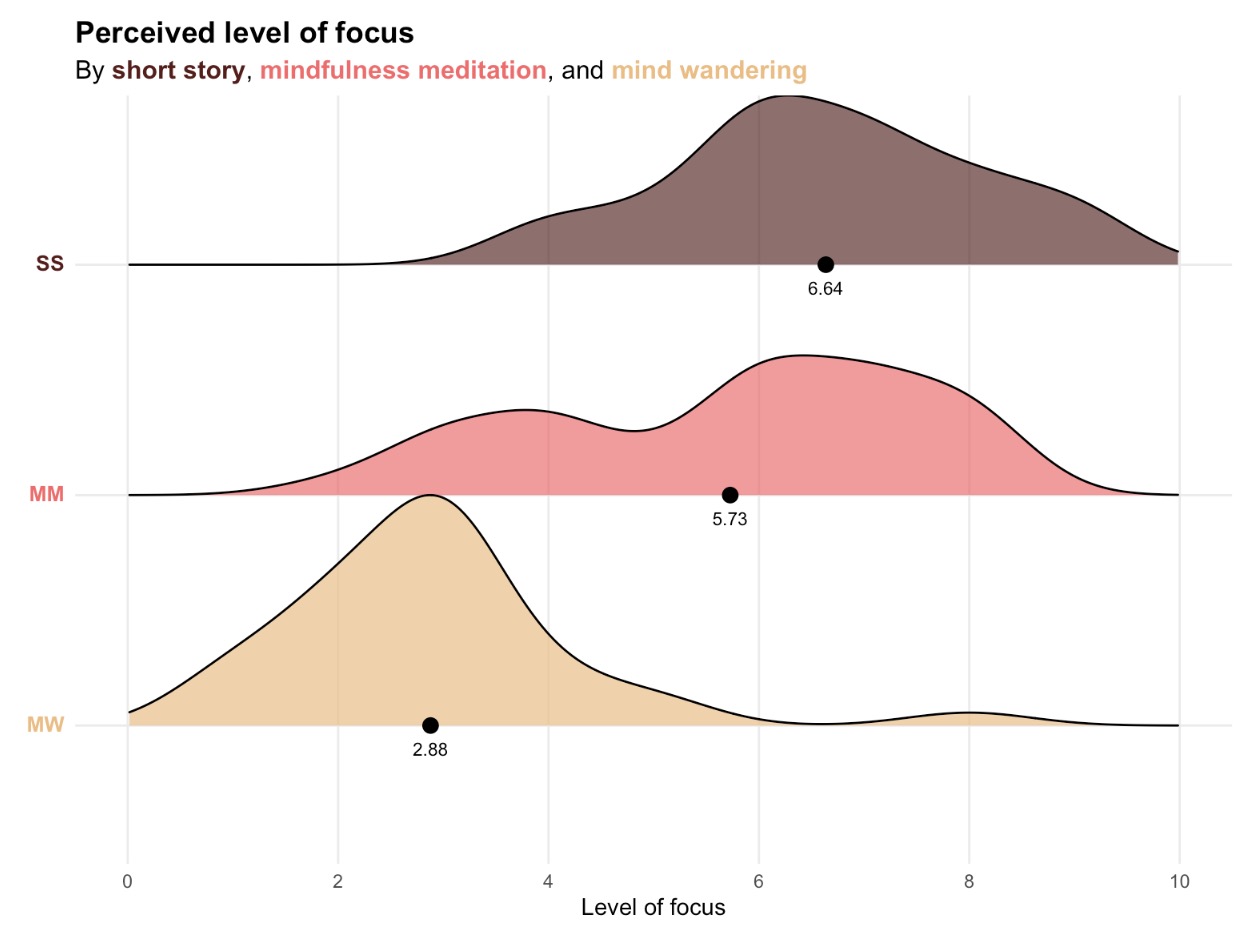 Perceived level of focus
By short story, mindfulness meditation, and mind wandering
SS
6.64
MM
5.73
MW
2.88
0 2 4 6 8 10
Level of focus